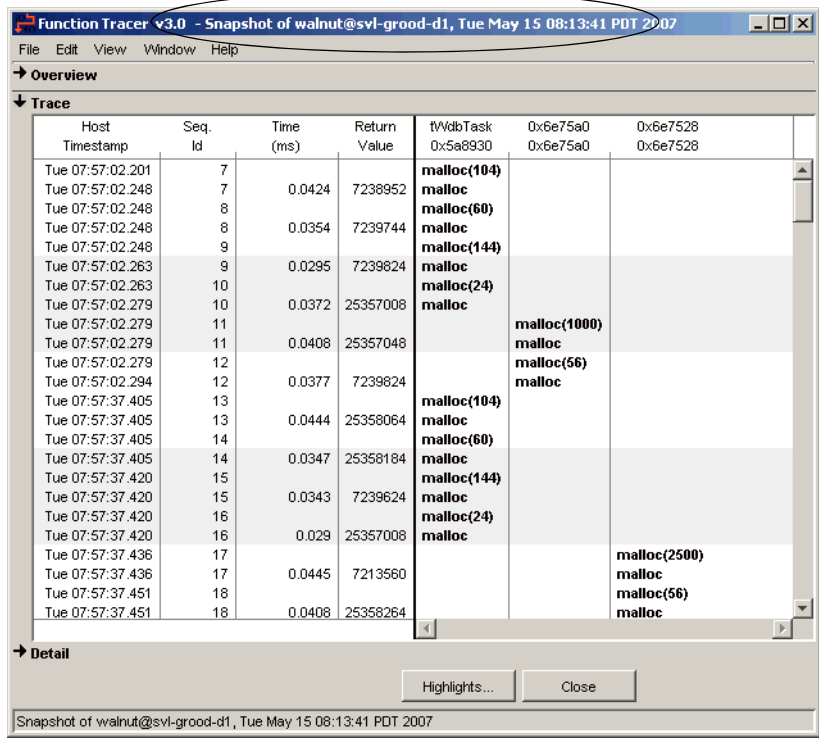 Function Tracer v3.0 - Snapshot of walnut@svl-grood-d1, Tue May 15 08:13:41 PDT 2007
File Edit View Window Help
Overview
Trace
Host Seq. Time Return tWdbTask 0x6e75a0 0x6e7528
Timestamp Id (ms) Value 0x5a8930 0x6e75a0 0x6e7528
Tue 07:57:02.201 7 malloc(104)
Tue 07:57:02.248 7 0.0424 7238952 malloc
Tue 07:57:02.248 8 malloc(60)
Tue 07:57:02.248 8 0.0354 7239744 malloc
Tue 07:57:02.248 9 malloc(144)
Tue 07:57:02.263 9 0.0295 7239824 malloc
Tue 07:57:02.263 10 malloc(24)
Tue 07:57:02.279 10 0.0372 25357008 malloc
Tue 07:57:02.279 11 malloc(1000)
Tue 07:57:02.279 11 0.0408 25357048 malloc
Tue 07:57:02.279 12 malloc(56)
Tue 07:57:02.294 12 0.0377 7239824 malloc
Tue 07:57:37.405 13 malloc(104)
Tue 07:57:37.405 13 0.0444 25358064 malloc
Tue 07:57:37.405 14 malloc(60)
Tue 07:57:37.405 14 0.0347 25358184 malloc
Tue 07:57:37.420 15 malloc(144)
Tue 07:57:37.420 15 0.0343 7239624 malloc
Tue 07:57:37.420 16 malloc(24)
Tue 07:57:37.420 16 0.029 25357008 malloc
Tue 07:57:37.436 17 malloc(2500)
Tue 07:57:37.436 17 0.0445 7213560 malloc
Tue 07:57:37.451 18 malloc(56)
Tue 07:57:37.451 18 0.0408 25358264 malloc
Detail
Highlights... Close
Snapshot of walnut@svl-grood-d1, Tue May 15 08:13:41 PDT 2007